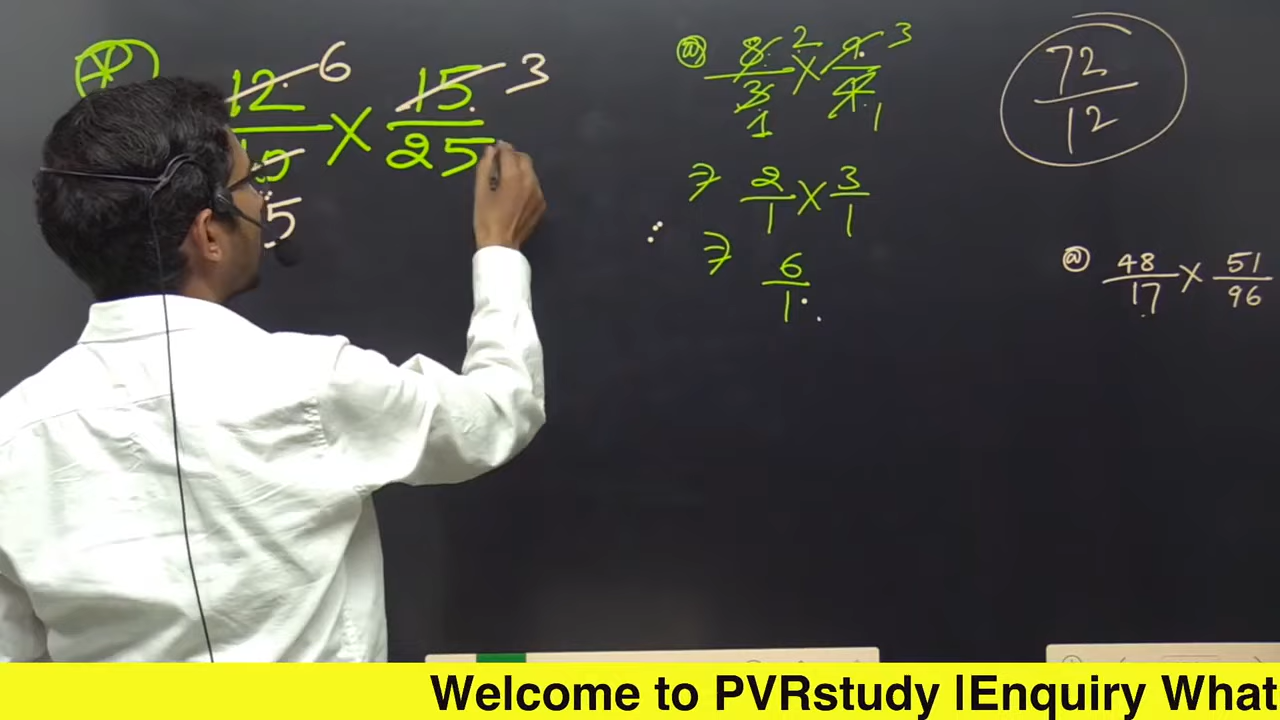 12 6 × 15 3
25
5
@ 8 2 × 9 3
3 4
1 1
⇒ 2/1 × 3/1
⇒ 6/1
72/12
@ 48/17 × 51/96
Welcome to PVRstudy |Enquiry What